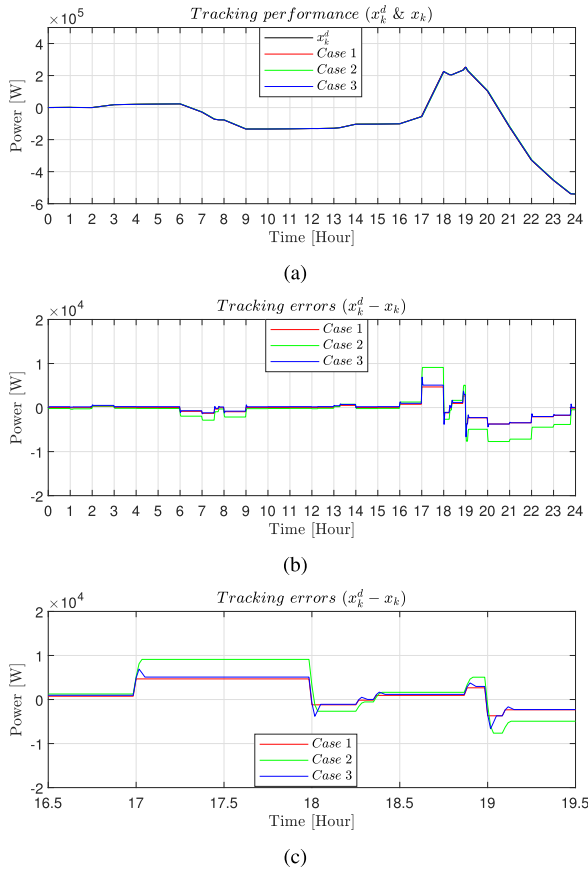 Tracking performance (x_k^d & x_k)
×10^5
4
2
0
-2
-4
-6
Power [W]
x_k^d
Case 1
Case 2
Case 3
0 1 2 3 4 5 6 7 8 9 10 11 12 13 14 15 16 17 18 19 20 21 22 23 24
Time [Hour]
(a)
Tracking errors (x_k^d − x_k)
×10^4
2
1
0
-1
-2
Power [W]
Case 1
Case 2
Case 3
0 1 2 3 4 5 6 7 8 9 10 11 12 13 14 15 16 17 18 19 20 21 22 23 24
Time [Hour]
(b)
Tracking errors (x_k^d − x_k)
×10^4
2
1
0
-1
-2
Power [W]
Case 1
Case 2
Case 3
16.5 17 17.5 18 18.5 19 19.5
Time [Hour]
(c)